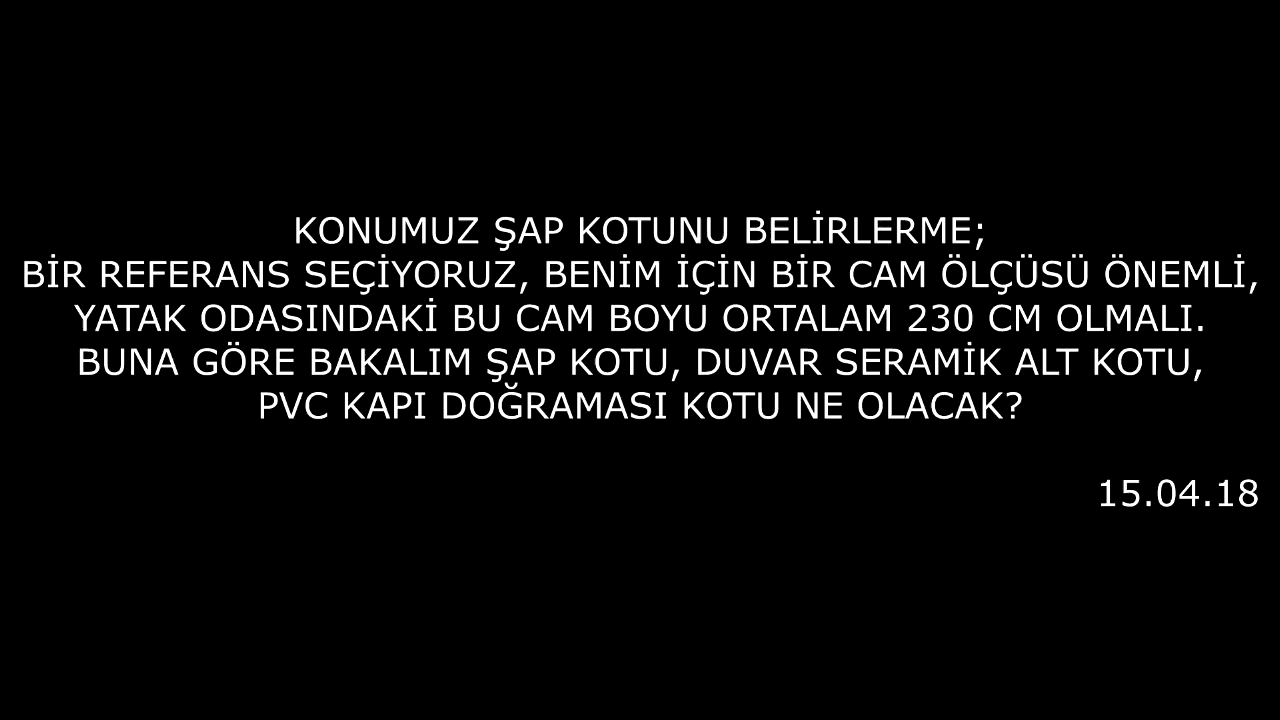 KONUMUZ ŞAP KOTUNU BELİRLERME;
BİR REFERANS SEÇİYORUZ, BENİM İÇİN BİR CAM ÖLÇÜSÜ ÖNEMLİ,
YATAK ODASINDAKİ BU CAM BOYU ORTALAM 230 CM OLMALI.
BUNA GÖRE BAKALIM ŞAP KOTU, DUVAR SERAMİK ALT KOTU,
PVC KAPI DOĞRAMASI KOTU NE OLACAK?
15.04.18